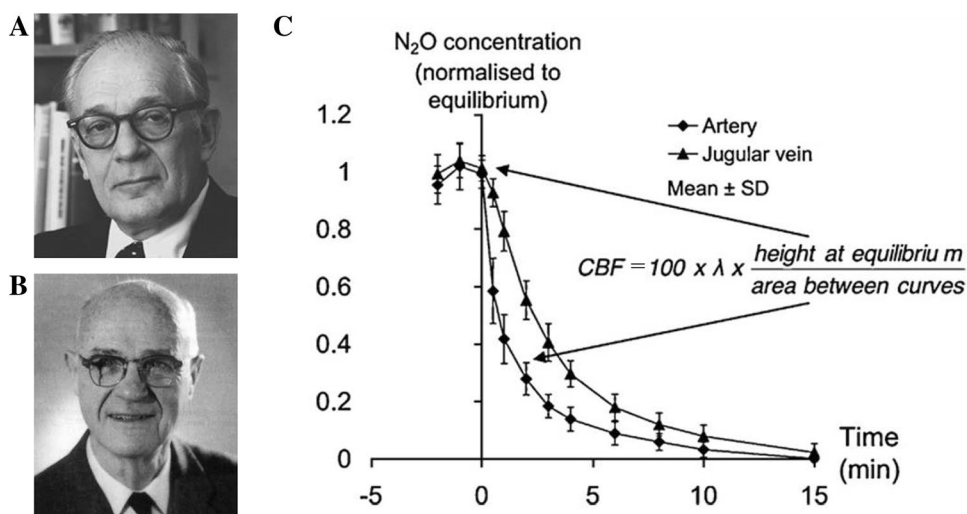 A
B
C
N₂O concentration
(normalised to
equilibrium)
1.2
1
0.8
0.6
0.4
0.2
0
Artery
Jugular vein
Mean ± SD
CBF = 100 x λ x height at equilibriu m
area between curves
Time
(min)
-5
0
5
10
15